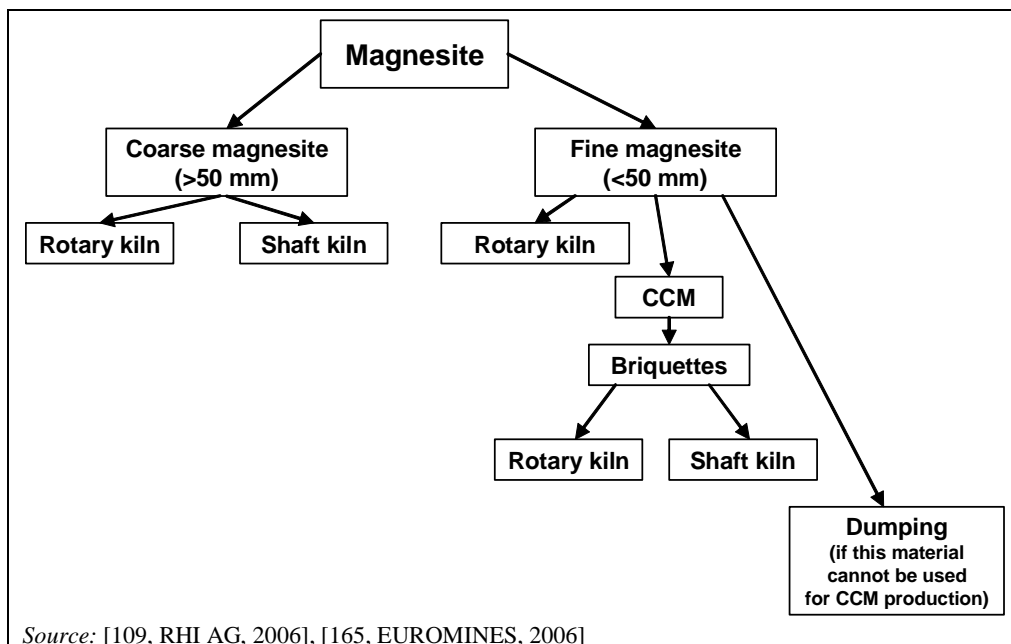 Magnesite
Coarse magnesite
(>50 mm)
Fine magnesite
(<50 mm)
Rotary kiln
Shaft kiln
Rotary kiln
CCM
Briquettes
Rotary kiln
Shaft kiln
Dumping
(if this material
cannot be used
for CCM production)
Source: [109, RHI AG, 2006], [165, EUROMINES, 2006]